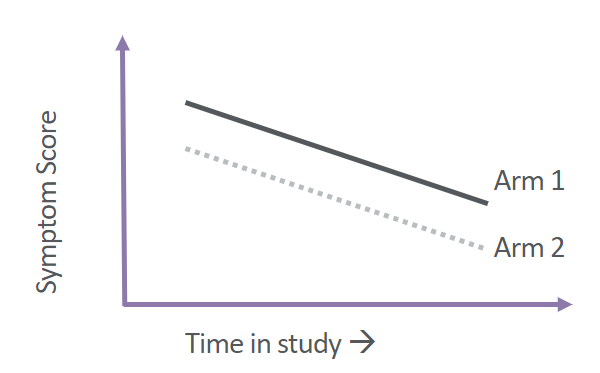 Symptom Score
Arm 1
Arm 2
Time in study →